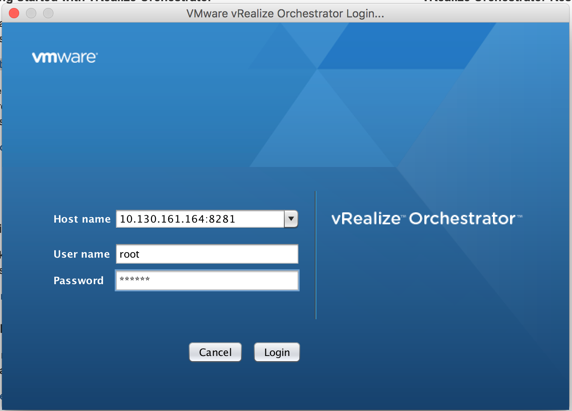 VMware vRealize Orchestrator Login...
vmware
Host name 10.130.161.164:8281
vRealize™ Orchestrator™
User name root
Password ******
Cancel Login